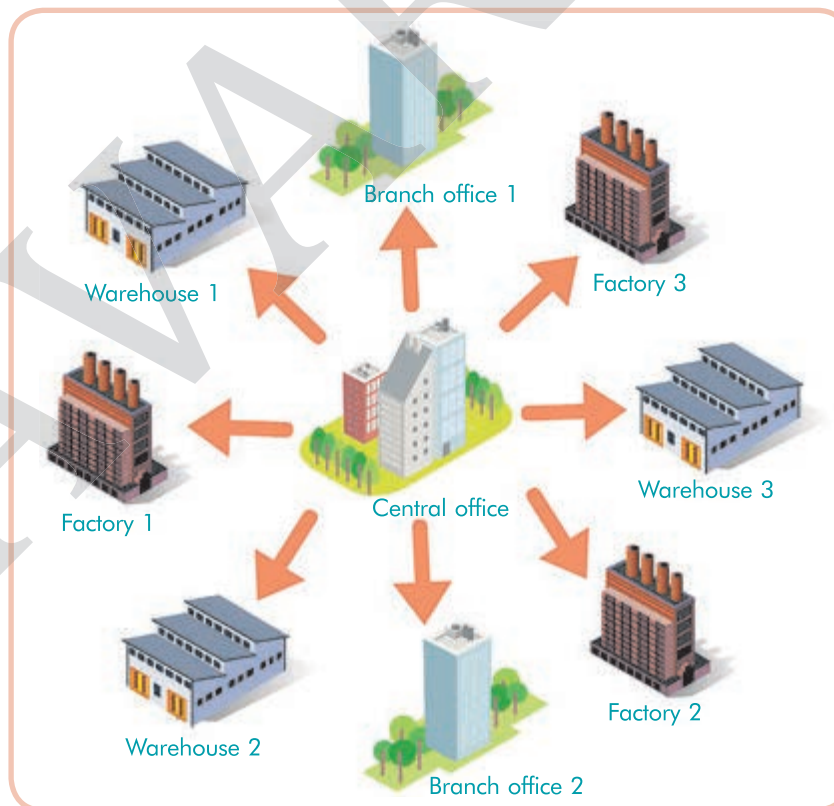 Branch office 1
Factory 3
Warehouse 1
Factory 1
Central office
Warehouse 3
Warehouse 2
Factory 2
Branch office 2